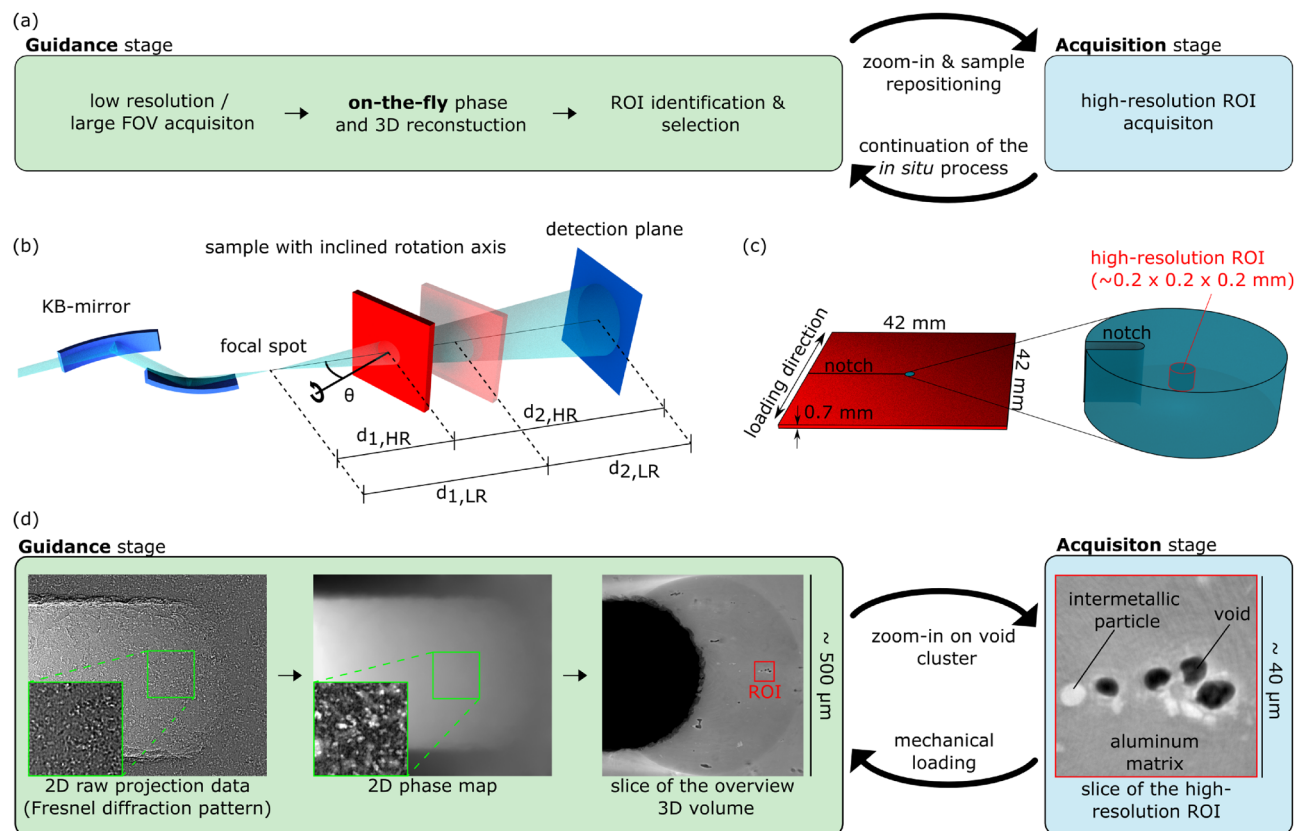 (a)
Guidance stage
low resolution /
large FOV acquisiton
on-the-fly phase
and 3D reconstuction
ROI identification &
selection
zoom-in & sample
repositioning
continuation of the
in situ process
Acquisition stage
high-resolution ROI
acquisiton
(b)
sample with inclined rotation axis
detection plane
KB-mirror
focal spot
θ
d1,HR
d2,HR
d1,LR
d2,LR
(c)
high-resolution ROI
(~0.2 x 0.2 x 0.2 mm)
42 mm
notch
42 mm
loading direction
0.7 mm
notch
(d)
Guidance stage
2D raw projection data
(Fresnel diffraction pattern)
2D phase map
ROI
slice of the overview
3D volume
~ 500 µm
zoom-in on void
cluster
mechanical
loading
Acquisiton stage
intermetallic
particle
void
aluminum
matrix
~ 40 µm
slice of the high-
resolution ROI